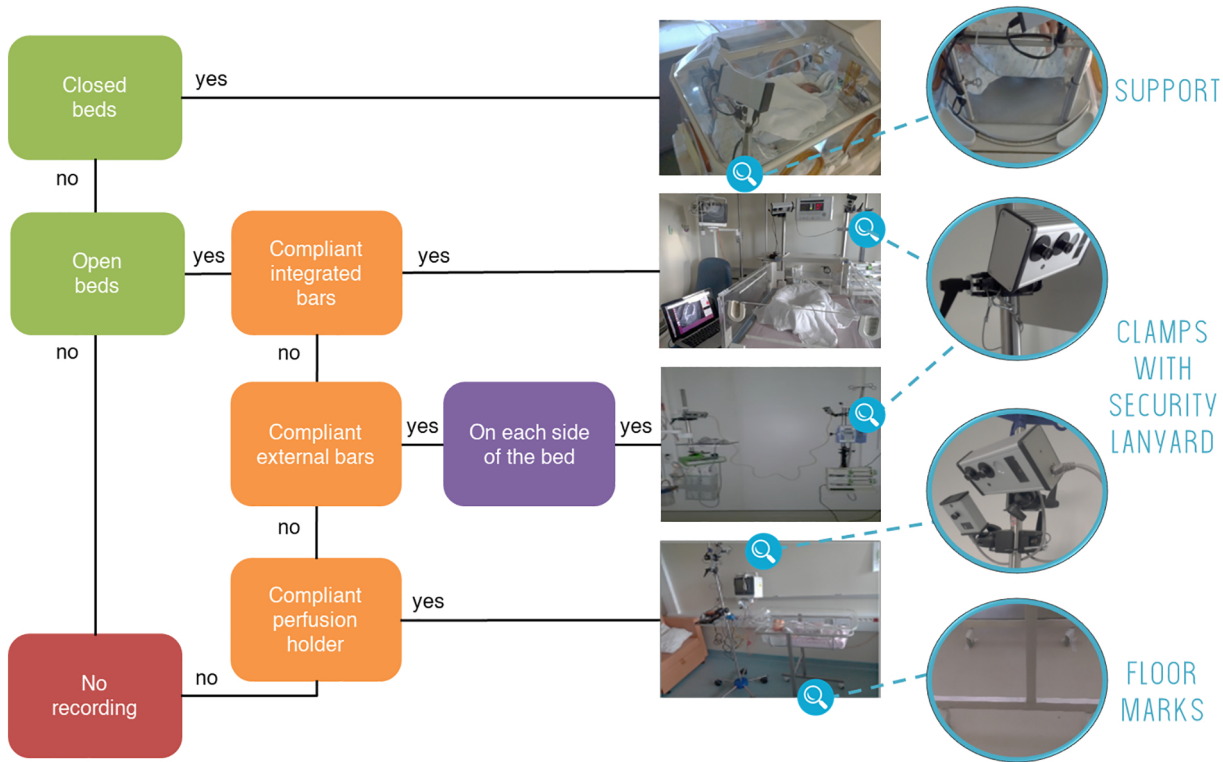 Closed
beds
yes
no
Open
beds
yes
Compliant
integrated
bars
yes
no
no
Compliant
external bars
yes
On each side
of the bed
yes
no
Compliant
perfusion
holder
yes
No
recording
no
SUPPORT
CLAMPS
WITH
SECURITY
LANYARD
FLOOR
MARKS